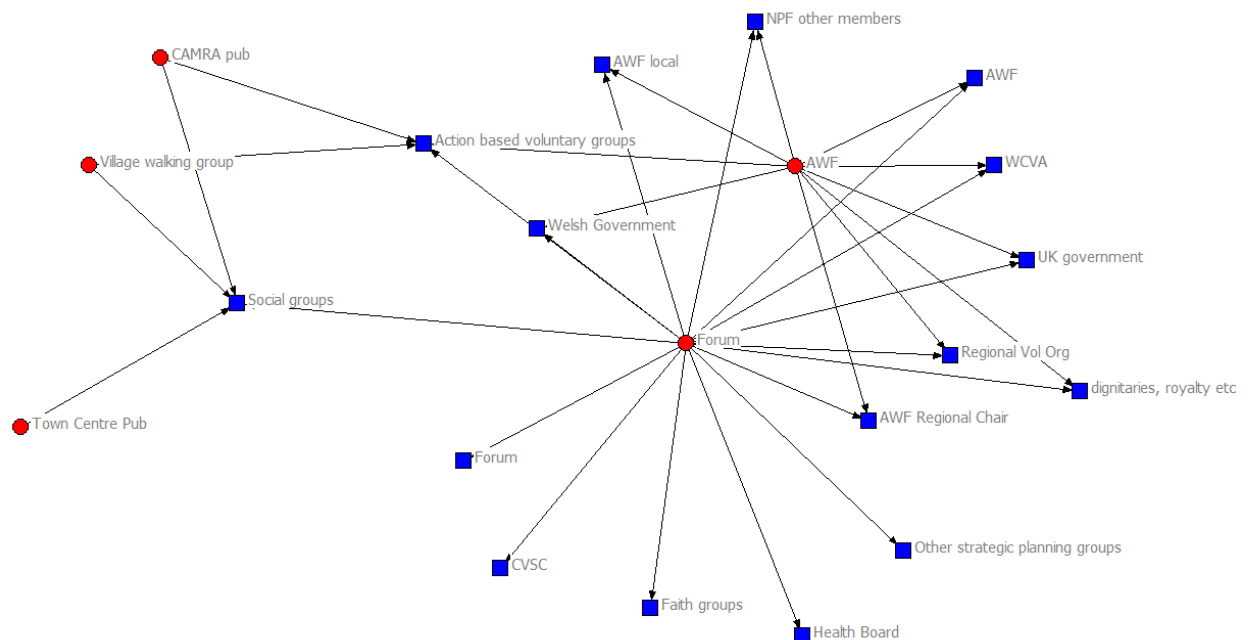 NPF other members
CAMRA pub
AWF local
AWF
Action based voluntary groups
Village walking group
AWF
WCVA
Welsh Government
UK government
Social groups
Forum
Regional Vol Org
dignitaries, royalty etc
AWF Regional Chair
Town Centre Pub
Forum
Other strategic planning groups
CVSC
Faith groups
Health Board